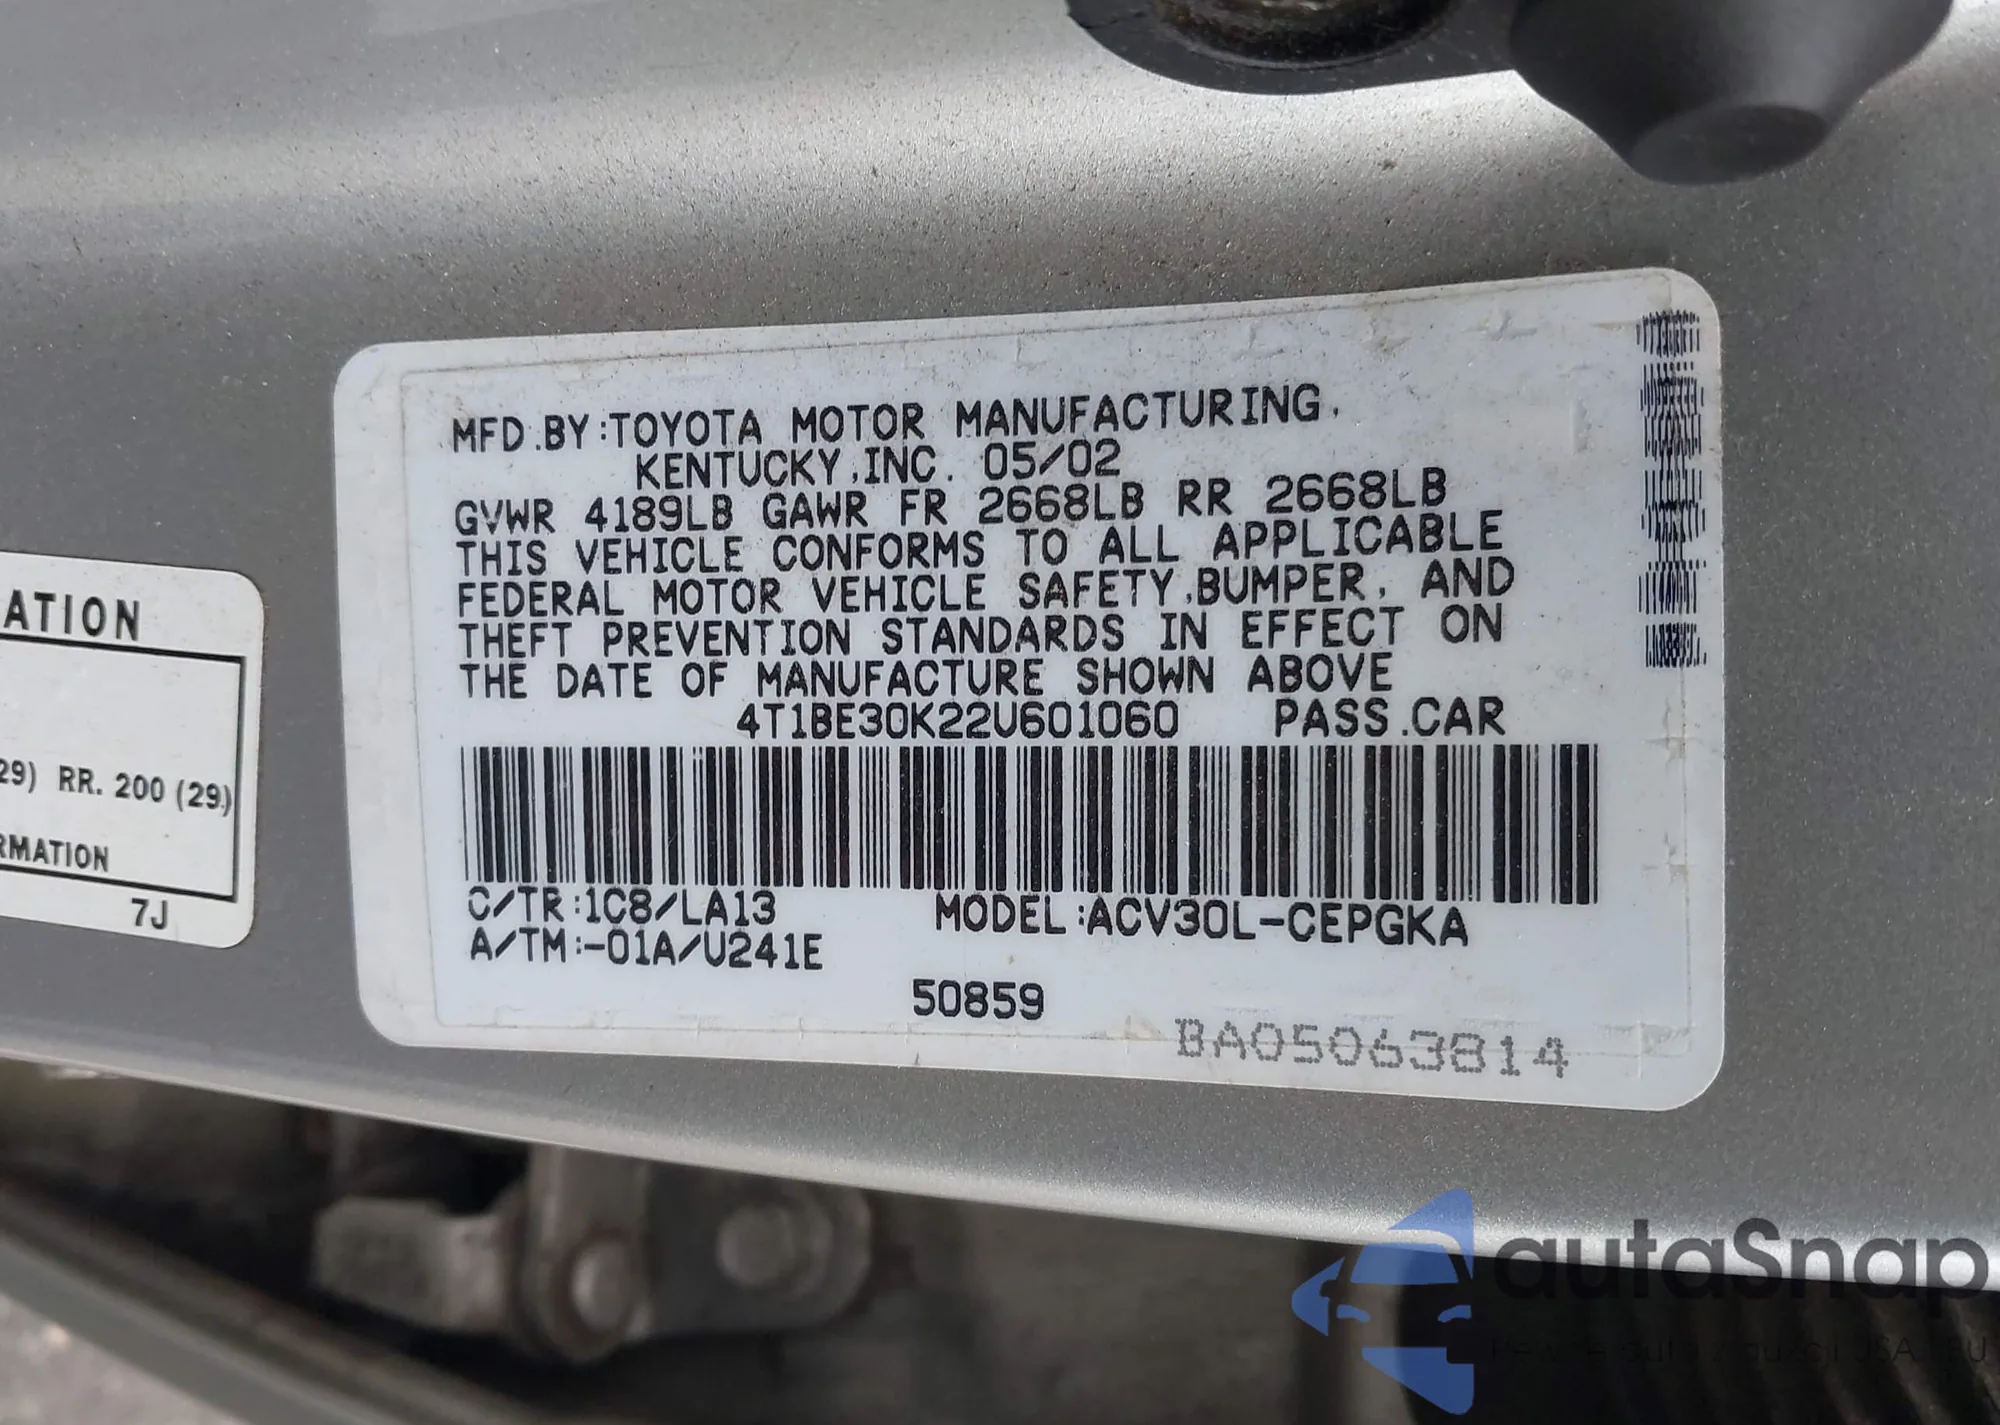 MFD.BY:TOYOTA MOTOR MANUFACTURING,
KENTUCKY,INC. 05/02
GVWR 4189LB GAWR FR 2668LB RR 2668LB
THIS VEHICLE CONFORMS TO ALL APPLICABLE
FEDERAL MOTOR VEHICLE SAFETY,BUMPER, AND
THEFT PREVENTION STANDARDS IN EFFECT ON
THE DATE OF MANUFACTURE SHOWN ABOVE
4T1BE30K22U601060 PASS.CAR
C/TR:1C8/LA13 MODEL:ACV30L-CEPGKA
A/TM:-01A/U241E
50859
BA05063814
ATION
29) RR. 200 (29)
RMATION
7J
autaSnap